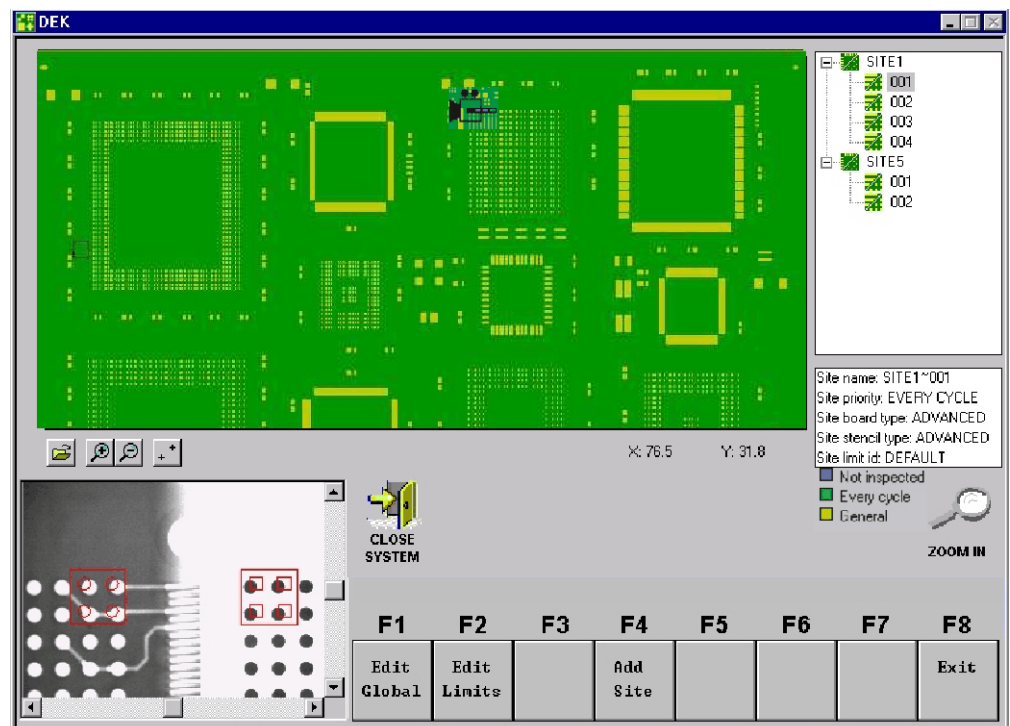 DEK
SITE1
001
002
003
004
SITE5
001
002
Site name: SITE1~001
Site priority: EVERY CYCLE
Site board type: ADVANCED
Site stencil type: ADVANCED
Site limit id: DEFAULT
X: 76.5 Y: 31.8
Not inspected
Every cycle
General
CLOSE
SYSTEM
ZOOM IN
F1 F2 F3 F4 F5 F6 F7 F8
Edit Edit Add Exit
Global Limits Site